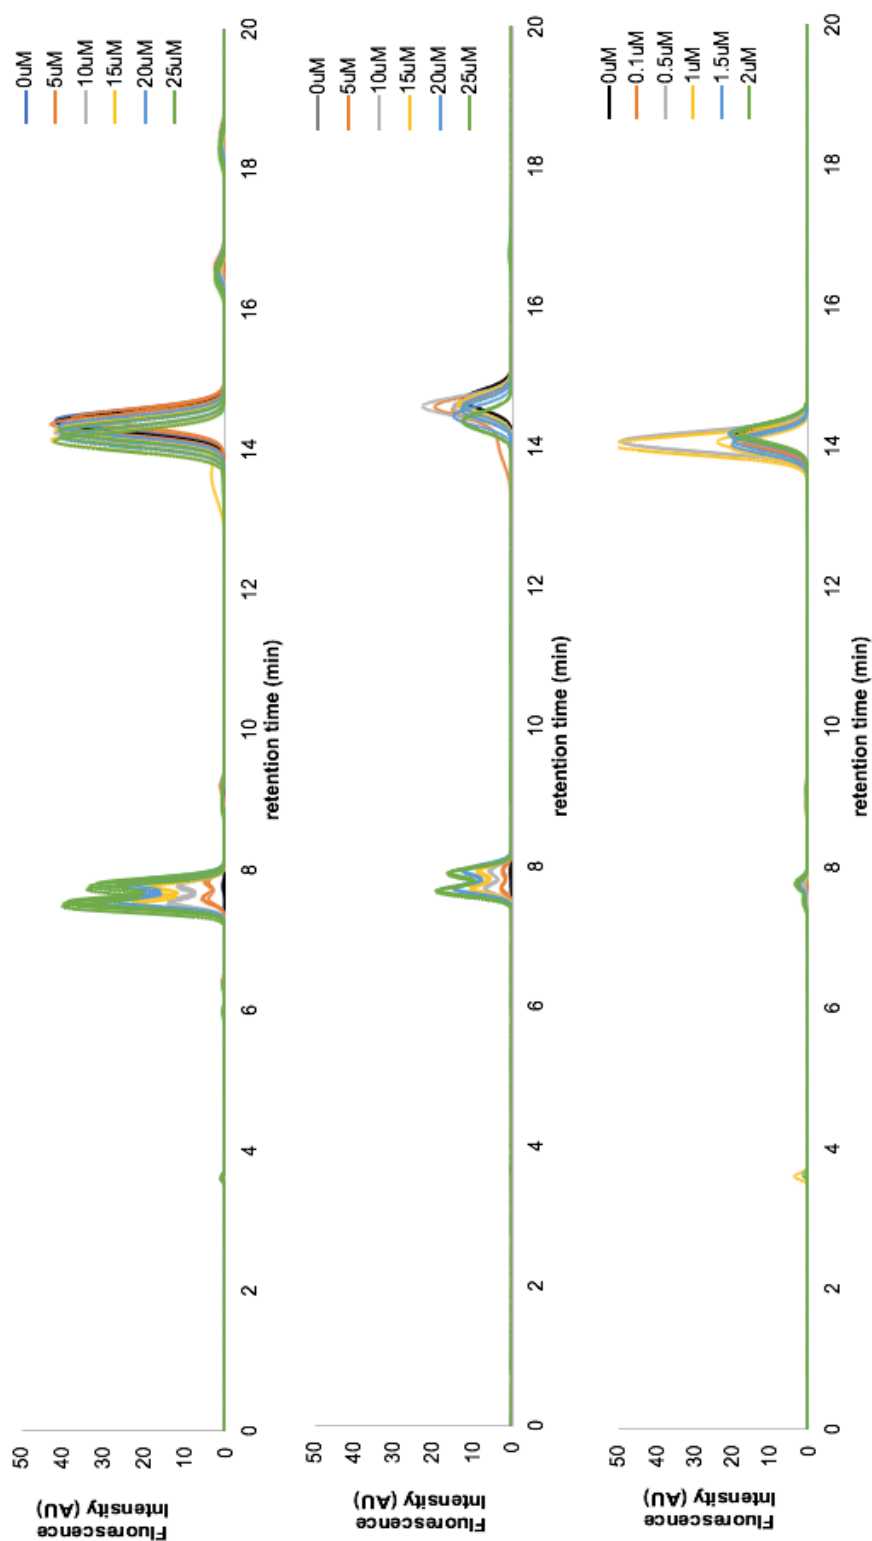 Fluorescence
Intensity (AU)
50
40
30
20
10
0
0
2
4
6
8
10
12
14
16
18
20
retention time (min)
0uM
5uM
10uM
15uM
20uM
25uM
Fluorescence
Intensity (AU)
50
40
30
20
10
0
0
2
4
6
8
10
12
14
16
18
20
retention time (min)
0uM
5uM
10uM
15uM
20uM
25uM
Fluorescence
Intensity (AU)
50
40
30
20
10
0
0
2
4
6
8
10
12
14
16
18
20
retention time (min)
0uM
0.1uM
0.5uM
1uM
1.5uM
2uM